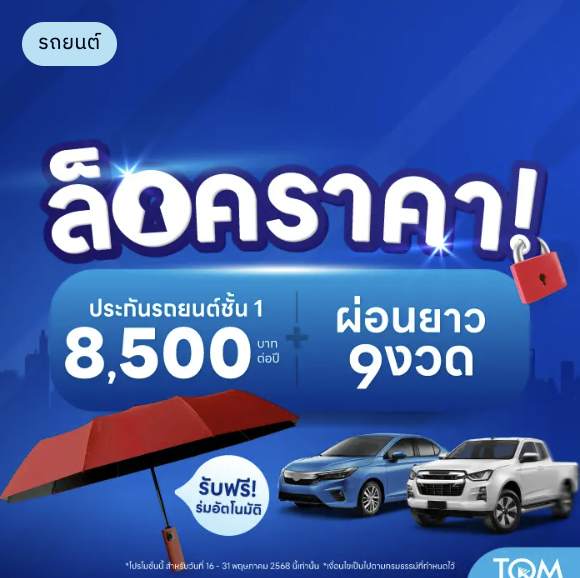 รถยนต์
ล็อคราคา!
ประกันรถยนต์ชั้น 1
8,500 บาท ต่อปี
+
ผ่อนยาว
9งวด
รับฟรี!
ร่มอัตโนมัติ
*โปรโมชันนี้ สำหรับวันที่ 16 - 31 พฤษภาคม 2568 นี้เท่านั้น *เงื่อนไขเป็นไปตามกรมธรรม์ที่กำหนดไว้
TQM